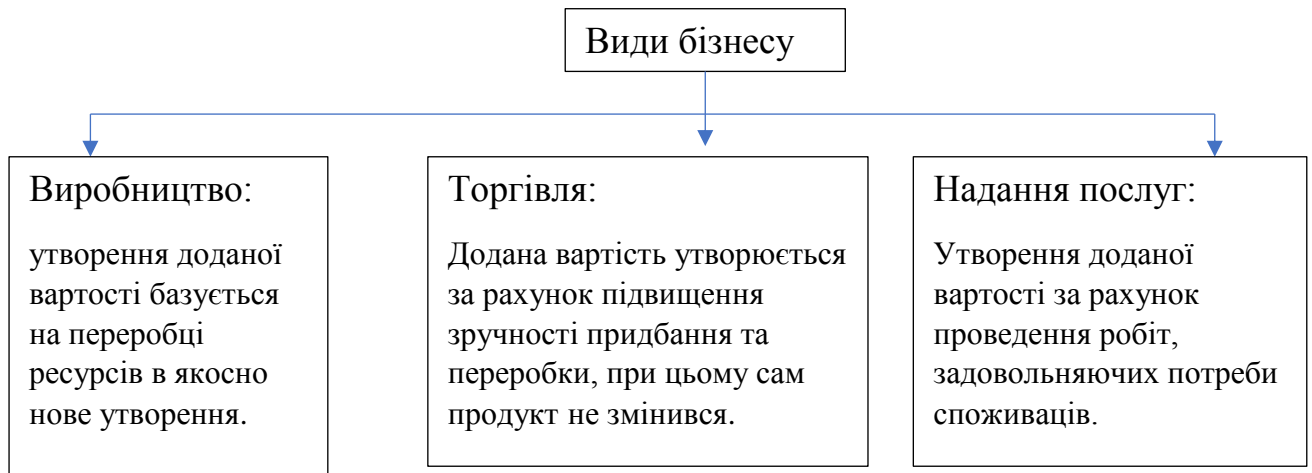 Види бізнесу
Виробництво:
утворення доданої
вартості базується
на переробці
ресурсів в якосно
нове утворення.
Торгівля:
Додана вартість утворюється
за рахунок підвищення
зручності придбання та
переробки, при цьому сам
продукт не змінився.
Надання послуг:
Утворення доданої
вартості за рахунок
проведення робіт,
задовольняючих потреби
споживаців.